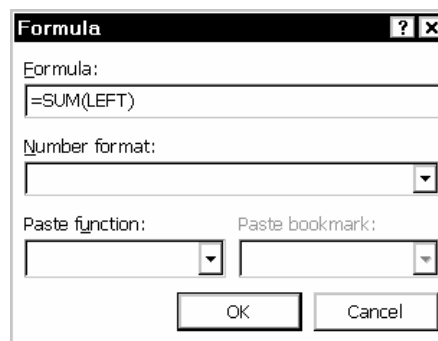 Formula
? X
Formula:
=SUM(LEFT)
Number format:
Paste function: Paste bookmark:
OK Cancel